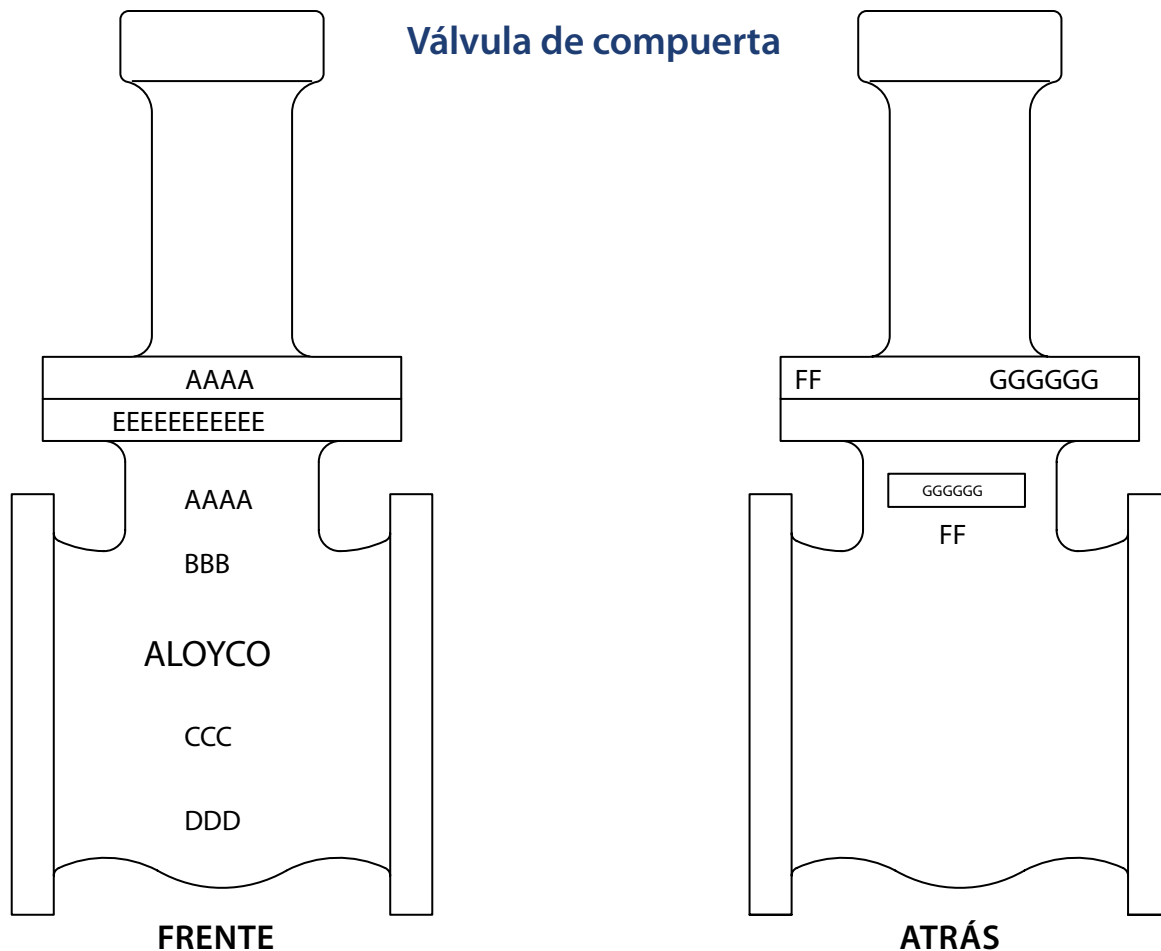 Válvula de compuerta
AAAA
EEEEEEEEEEE
AAAA
BBB
ALOYCO
CCC
DDD
FRENTE
FF GGGGGG
GGGGGG
FF
ATRÁS